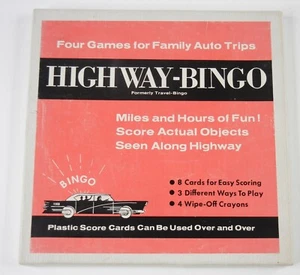 Four Games for Family Auto Trips
HIGHWAY-BINGO
Formerly Travel-Bingo
Miles and Hours of Fun!
Score Actual Objects
Seen Along Highway
BINGO
• 8 Cards for Easy Scoring
• 3 Different Ways To Play
• 4 Wipe-Off Crayons
Plastic Score Cards Can Be Used Over and Over